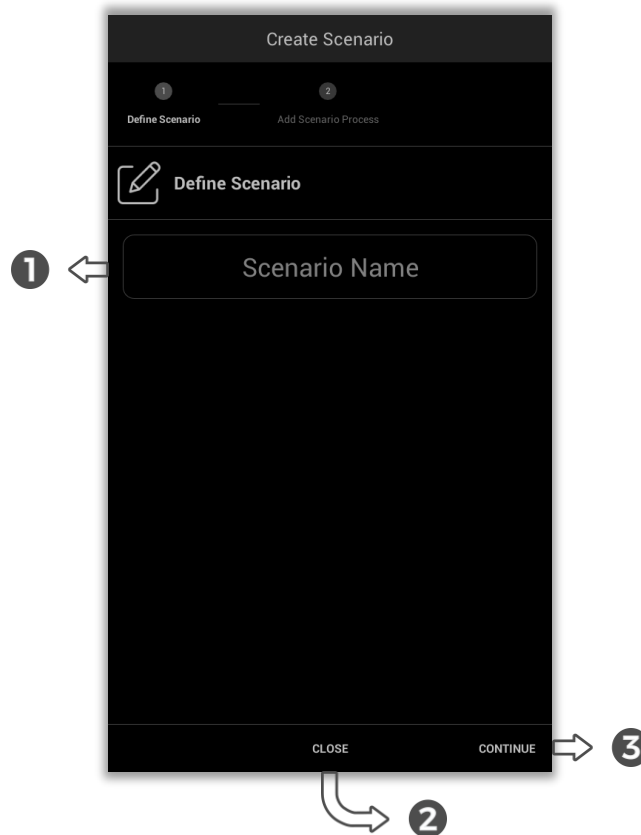 Create Scenario
1
2
Define Scenario
Add Scenario Process
Define Scenario
1
Scenario Name
CLOSE
CONTINUE
3
2